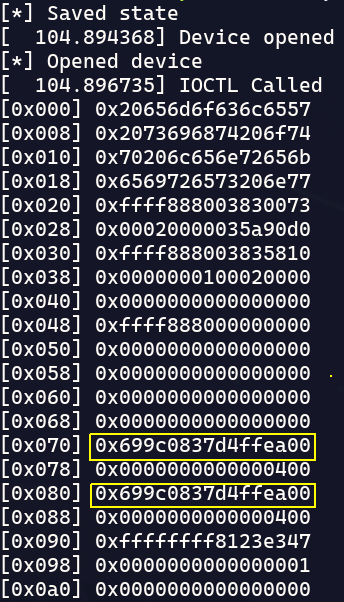 [*] Saved state
[  104.894368] Device opened
[*] Opened device
[  104.896735] IOCTL Called
[0x000] 0x20656d6f636c6557
[0x008] 0x2073696874206f74
[0x010] 0x70206c656e72656b
[0x018] 0x6569726573206e77
[0x020] 0xffff888003830073
[0x028] 0x00020000035a90d0
[0x030] 0xffff888003835810
[0x038] 0x0000000100020000
[0x040] 0x0000000000000000
[0x048] 0xffff888000000000
[0x050] 0x0000000000000000
[0x058] 0x0000000000000000
[0x060] 0x0000000000000000
[0x068] 0x0000000000000000
[0x070] 0x699c0837d4ffea00
[0x078] 0x0000000000000400
[0x080] 0x699c0837d4ffea00
[0x088] 0x0000000000000400
[0x090] 0xffffffff8123e347
[0x098] 0x0000000000000001
[0x0a0] 0x0000000000000000